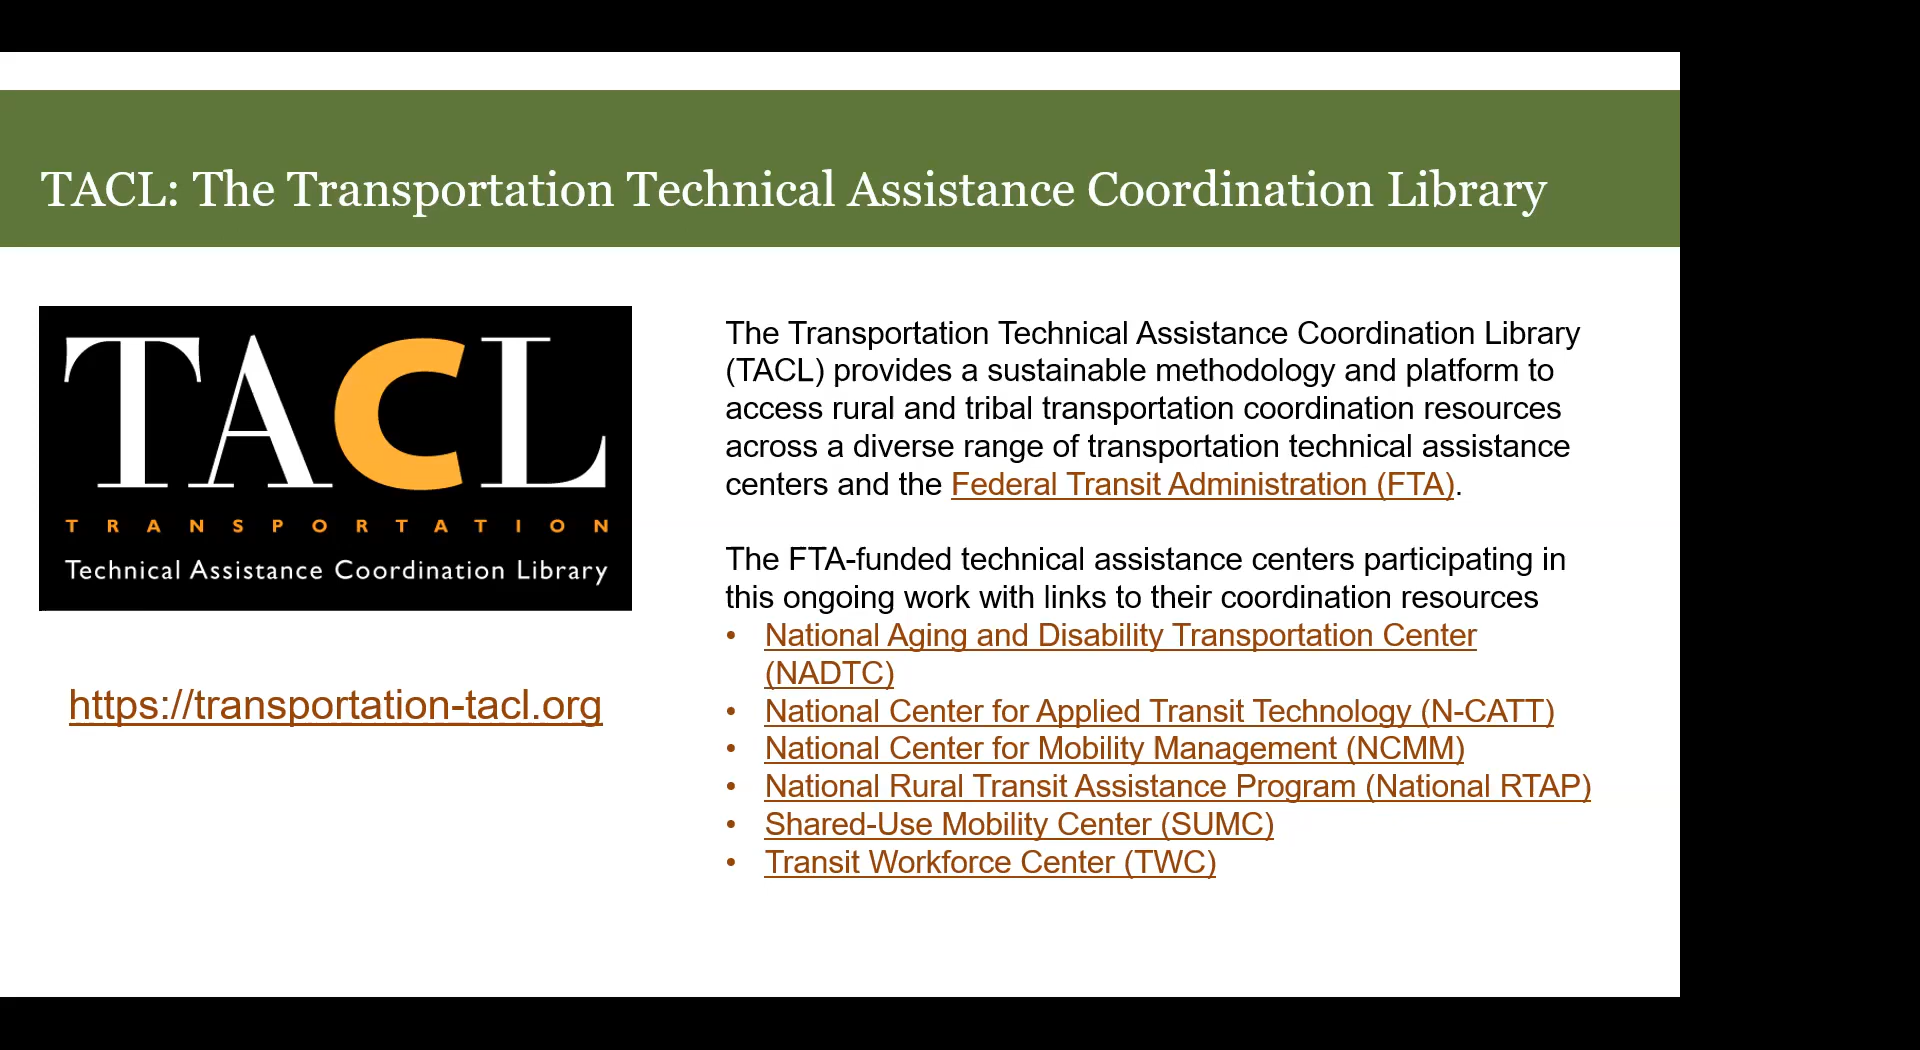 TACL: The Transportation Technical Assistance Coordination Library
TACL
TRANSPORTATION
Technical Assistance Coordination Library
https://transportation-tacl.org
The Transportation Technical Assistance Coordination Library
(TACL) provides a sustainable methodology and platform to
access rural and tribal transportation coordination resources
across a diverse range of transportation technical assistance
centers and the Federal Transit Administration (FTA).
The FTA-funded technical assistance centers participating in
this ongoing work with links to their coordination resources
• National Aging and Disability Transportation Center
(NADTC)
• National Center for Applied Transit Technology (N-CATT)
• National Center for Mobility Management (NCMM)
• National Rural Transit Assistance Program (National RTAP)
• Shared-Use Mobility Center (SUMC)
• Transit Workforce Center (TWC)